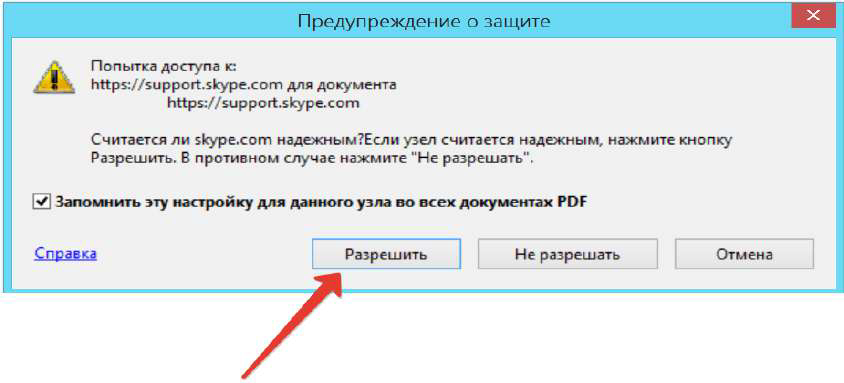 Предупреждение о защите
Попытка доступа к:
https://support.skype.com для документа
https://support.skype.com
Считается ли skype.com надежным?Если узел считается надежным, нажмите кнопку
Разрешить. В противном случае нажмите "Не разрешать".
Запомнить эту настройку для данного узла во всех документах PDF
Справка
Разрешить
Не разрешать
Отмена